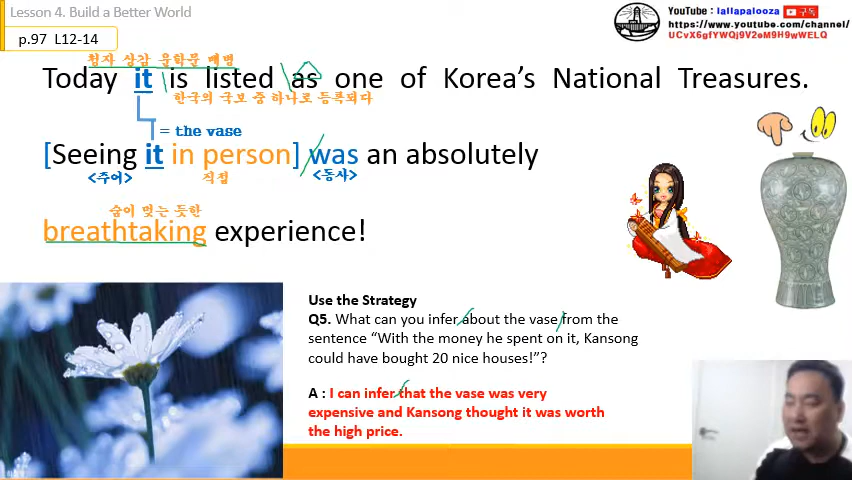 Lesson 4. Build a Better World
p.97 L12-14
YouTube : lallapalooza 구독
https://www.youtube.com/channel/
UCv×6gfYWQj9V2eM9H9wWELQ
청자 상감 운학문 매병
Today it is listed as one of Korea's National Treasures.
한국의 국보 중 하나로 등록되다
= the vase
[Seeing it in person] was an absolutely
<주어> 직접 <동사>
숨이 멎는 듯한
breathtaking experience!
Use the Strategy
Q5. What can you infer about the vase from the
sentence “With the money he spent on it, Kansong
could have bought 20 nice houses!”?
A : I can infer that the vase was very
expensive and Kansong thought it was worth
the high price.